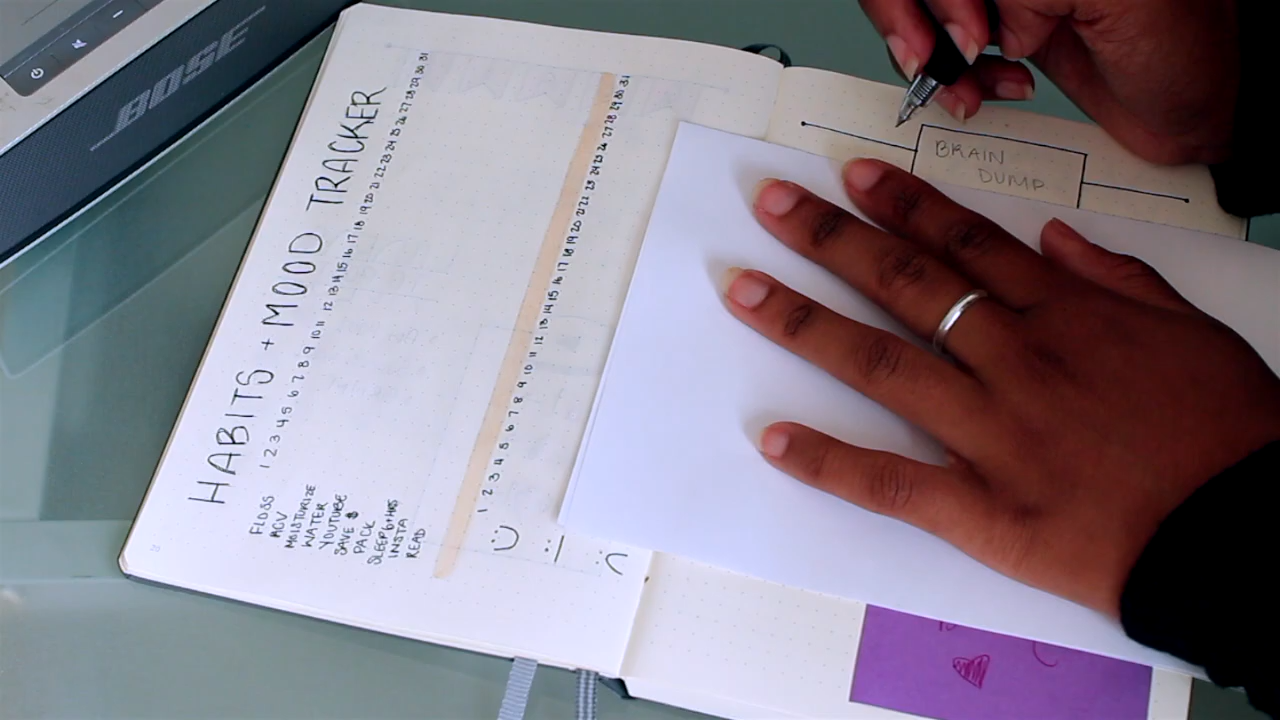 BOSE
HABITS + MOOD TRACKER
1 2 3 4 5 6 7 8 9 10 11 12 13 14 15 16 17 18 19 20 21 22 23 24 25 26 27 28 29 30 31
FLOSS
ACV
MOISTURIZE
WATER
YOUTUBE
SAVE $
PACK
SLEEP 6+HRS
INSTA
READ
1 2 3 4 5 6 7 8 9 10 11 12 13 14 15 16 17 18 19 20 21 22 23 24 25 26 27 28 29 30 31
BRAIN
DUMP